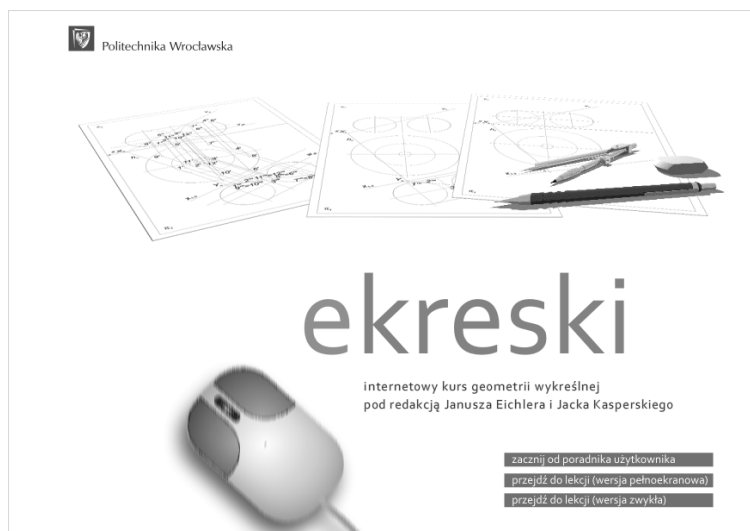 Politechnika Wrocławska
ekreski
internetowy kurs geometrii wykreślnej
pod redakcją Janusza Eichlera i Jacka Kasperskiego
zacznij od poradnika użytkownika
przejdź do lekcji (wersja pełnoekranowa)
przejdź do lekcji (wersja zwykła)